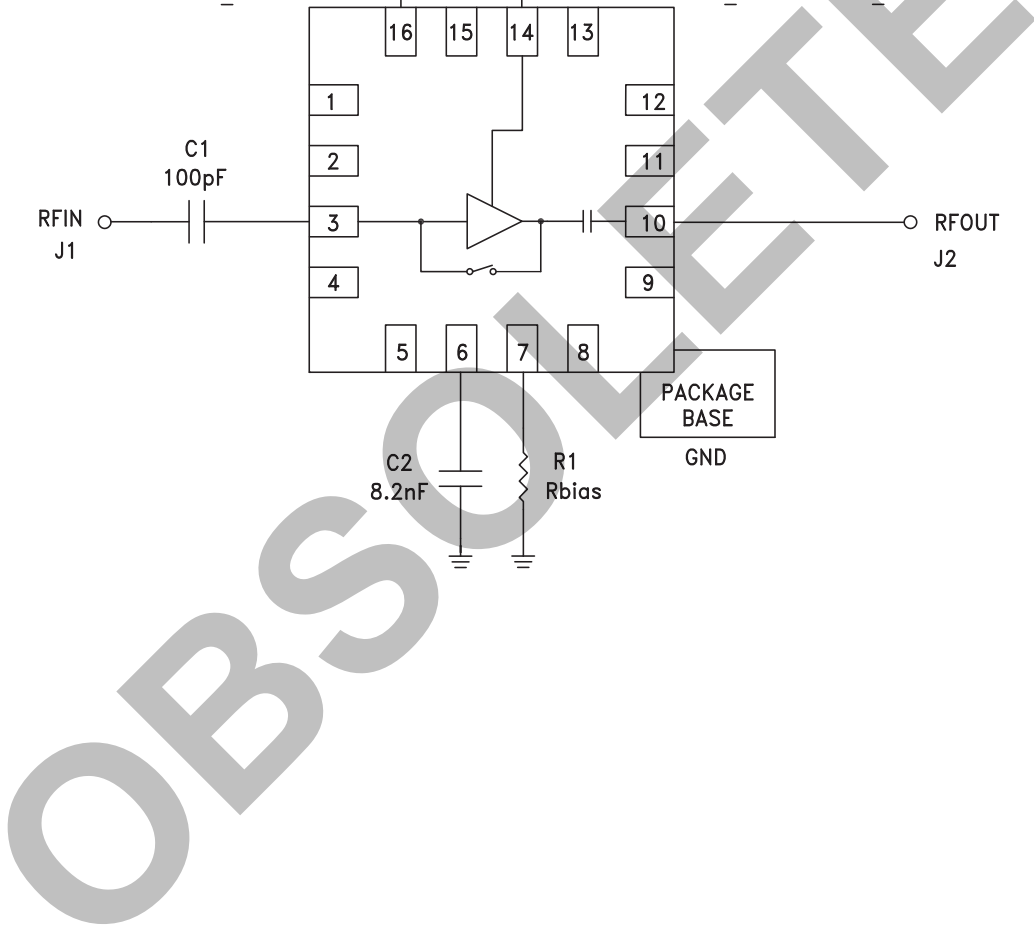 16 15 14 13
1
12
C1
100pF
2
11
RFIN
3
10
RFOUT
J1
J2
4
9
5 6 7 8
PACKAGE
BASE
GND
C2
8.2nF
R1
Rbias
OBSOLETE